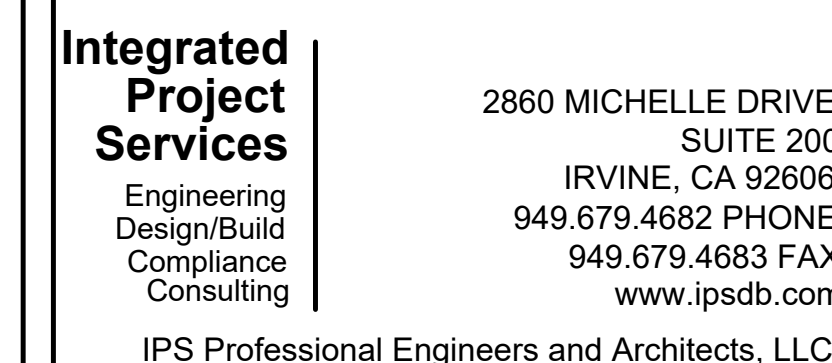 Integrated
Project
Services
Engineering
Design/Build
Compliance
Consulting
2860 MICHELLE DRIVE
SUITE 200
IRVINE, CA 92606
949.679.4682 PHONE
949.679.4683 FAX
www.ipsdb.com
IPS Professional Engineers and Architects, LLC